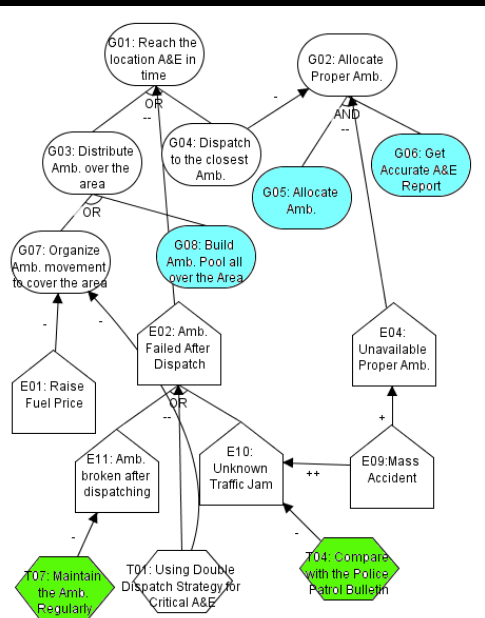 G01: Reach the
location A&E in
time
G02: Allocate
Proper Amb.
-
OR
--
AND
--
G03: Distribute
Amb. over the
area
G04: Dispatch
to the closest
Amb.
G05: Allocate
Amb.
G06: Get
Accurate A&E
Report
OR
G07: Organize
Amb. movement
to cover the area
G08: Build
Amb. Pool all
over the Area
-
-
E01: Raise
Fuel Price
E02: Amb.
Failed After
Dispatch
E04:
Unavailable
Proper Amb.
OR
--
+
E11: Amb.
broken after
dispatching
E10:
Unknown
Traffic Jam
++
E09:Mass
Accident
-
-
T07: Maintain
the Amb.
Regularly
T01: Using Double
Dispatch Strategy for
Critical A&E
T04: Compare
with the Police
Patrol Bulletin